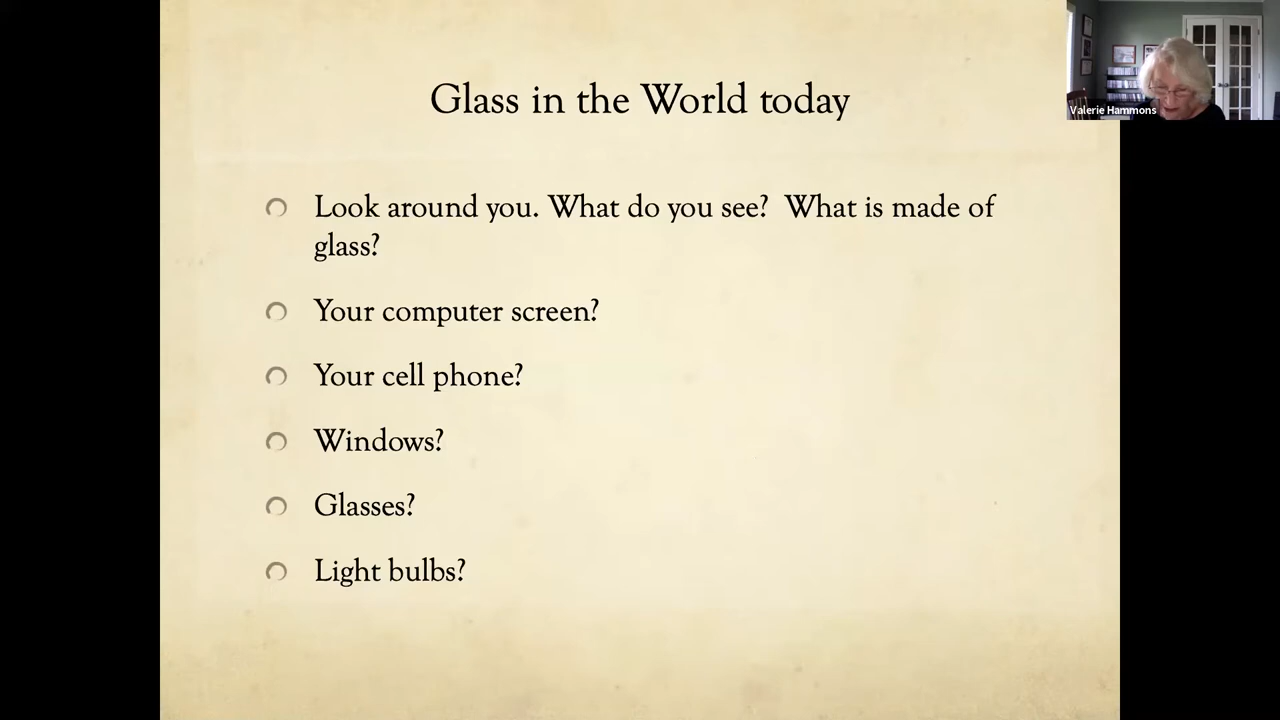 Glass in the World today
Look around you. What do you see?  What is made of
glass?
Your computer screen?
Your cell phone?
Windows?
Glasses?
Light bulbs?
Valerie Hammons